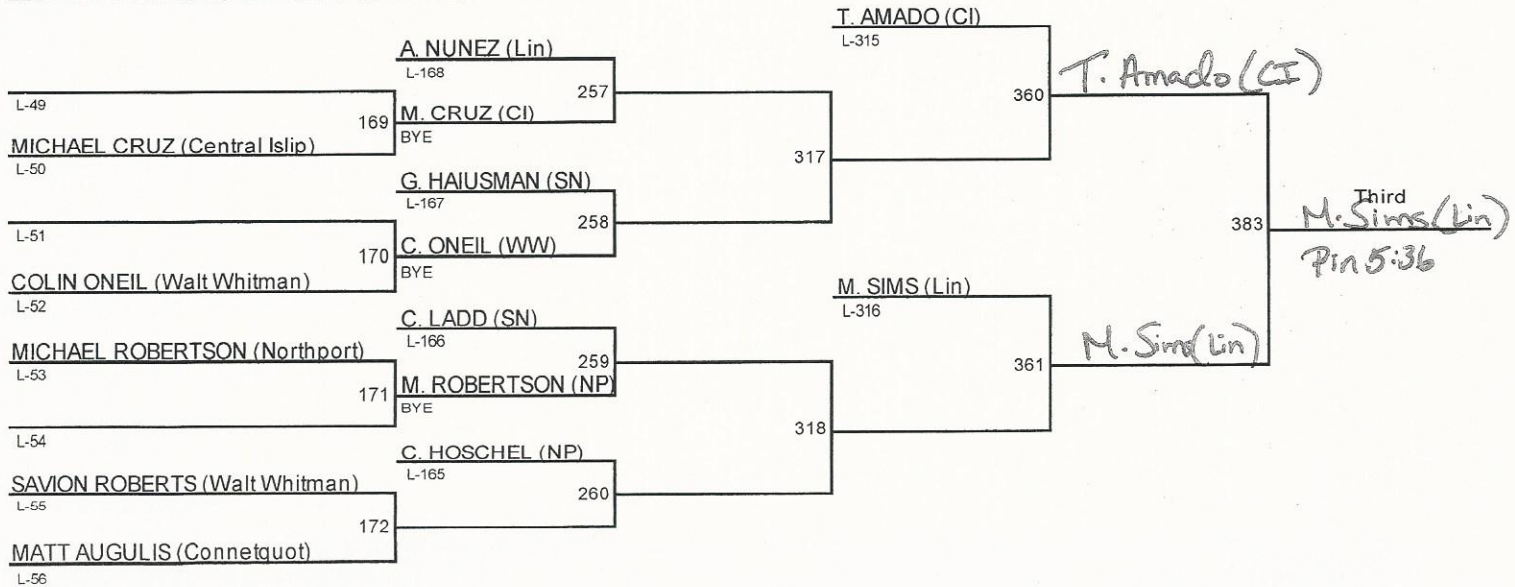 L-49
MICHAEL CRUZ (Central Islip)
L-50
L-51
COLIN ONEIL (Walt Whitman)
L-52
MICHAEL ROBERTSON (Northport)
L-53
L-54
SAVION ROBERTS (Walt Whitman)
L-55
MATT AUGULIS (Connetquot)
L-56
169
170
171
172
A. NUNEZ (Lin)
L-168
M. CRUZ (CI)
BYE
G. HAIUSMAN (SN)
L-167
C. ONEIL (WW)
BYE
C. LADD (SN)
L-166
M. ROBERTSON (NP)
BYE
C. HOSCHEL (NP)
L-165
257
258
259
260
317
318
T. AMADO (CI)
L-315
M. SIMS (Lin)
L-316
360
361
T. Amado (CI)
M. Sims (Lin)
383
Third
M. Sims (Lin)
Pin 5:36